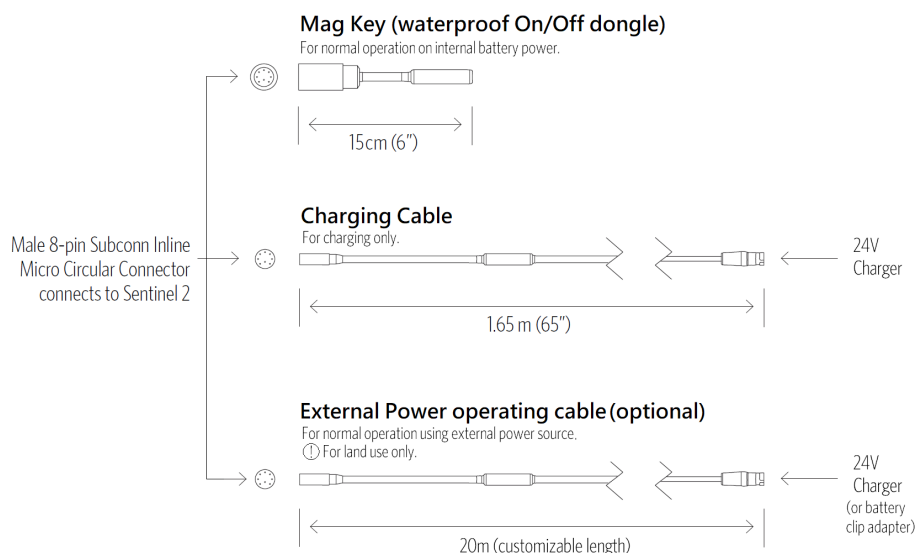 Mag Key (waterproof On/Off dongle)
For normal operation on internal battery power.
15cm (6")
Male 8-pin Subconn Inline
Micro Circular Connector
connects to Sentinel 2
Charging Cable
For charging only.
24V
Charger
1.65 m (65")
External Power operating cable (optional)
For normal operation using external power source.
! For land use only.
24V
Charger
(or battery
clip adapter)
20m (customizable length)